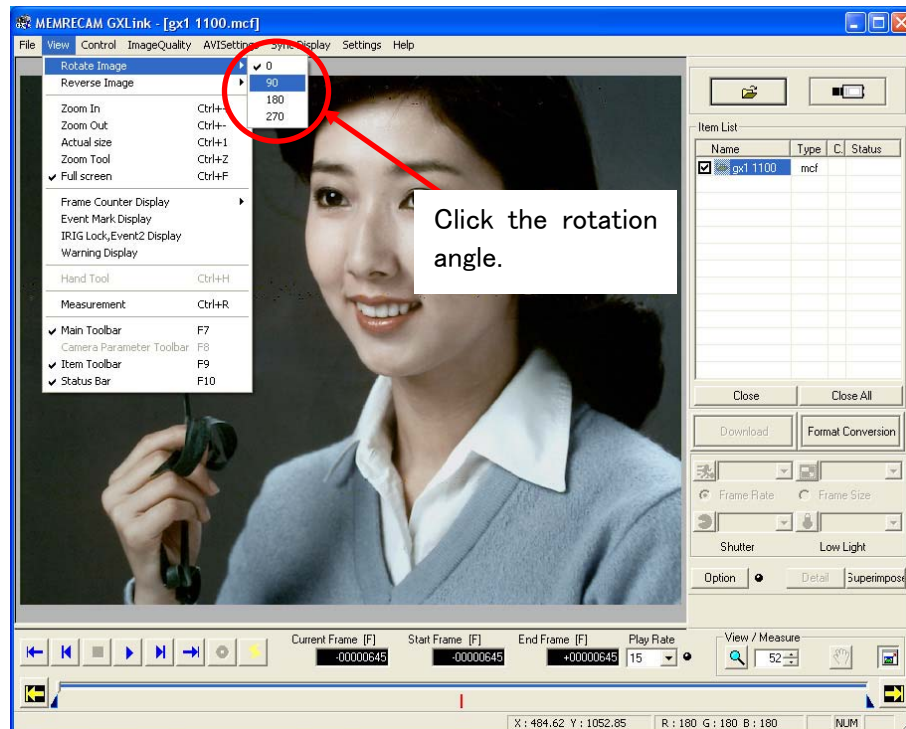 MEMRECAM GXLink - [gx1 1100.mcf]
File View Control ImageQuality AVISetting Sync Display Settings Help
Rotate Image
Reverse Image
Zoom In Ctrl++
Zoom Out Ctrl+-
Actual size Ctrl+1
Zoom Tool Ctrl+Z
Full screen Ctrl+F
Frame Counter Display
Event Mark Display
IRIG Lock,Event2 Display
Warning Display
Hand Tool Ctrl+H
Measurement Ctrl+R
Main Toolbar F7
Camera Parameter Toolbar F8
Item Toolbar F9
Status Bar F10
0
90
180
270
Click the rotation
angle.
Item List
Name Type C. Status
gx1 1100 mcf
Close Close All
Download Format Conversion
Frame Rate Frame Size
Shutter Low Light
Option Detail Superimpose
Current Frame [F] Start Frame [F] End Frame [F] Play Rate View / Measure
-00000645 -00000645 +00000645 15 52
X : 484.62 Y : 1052.85 R : 180 G : 180 B : 180 NUM